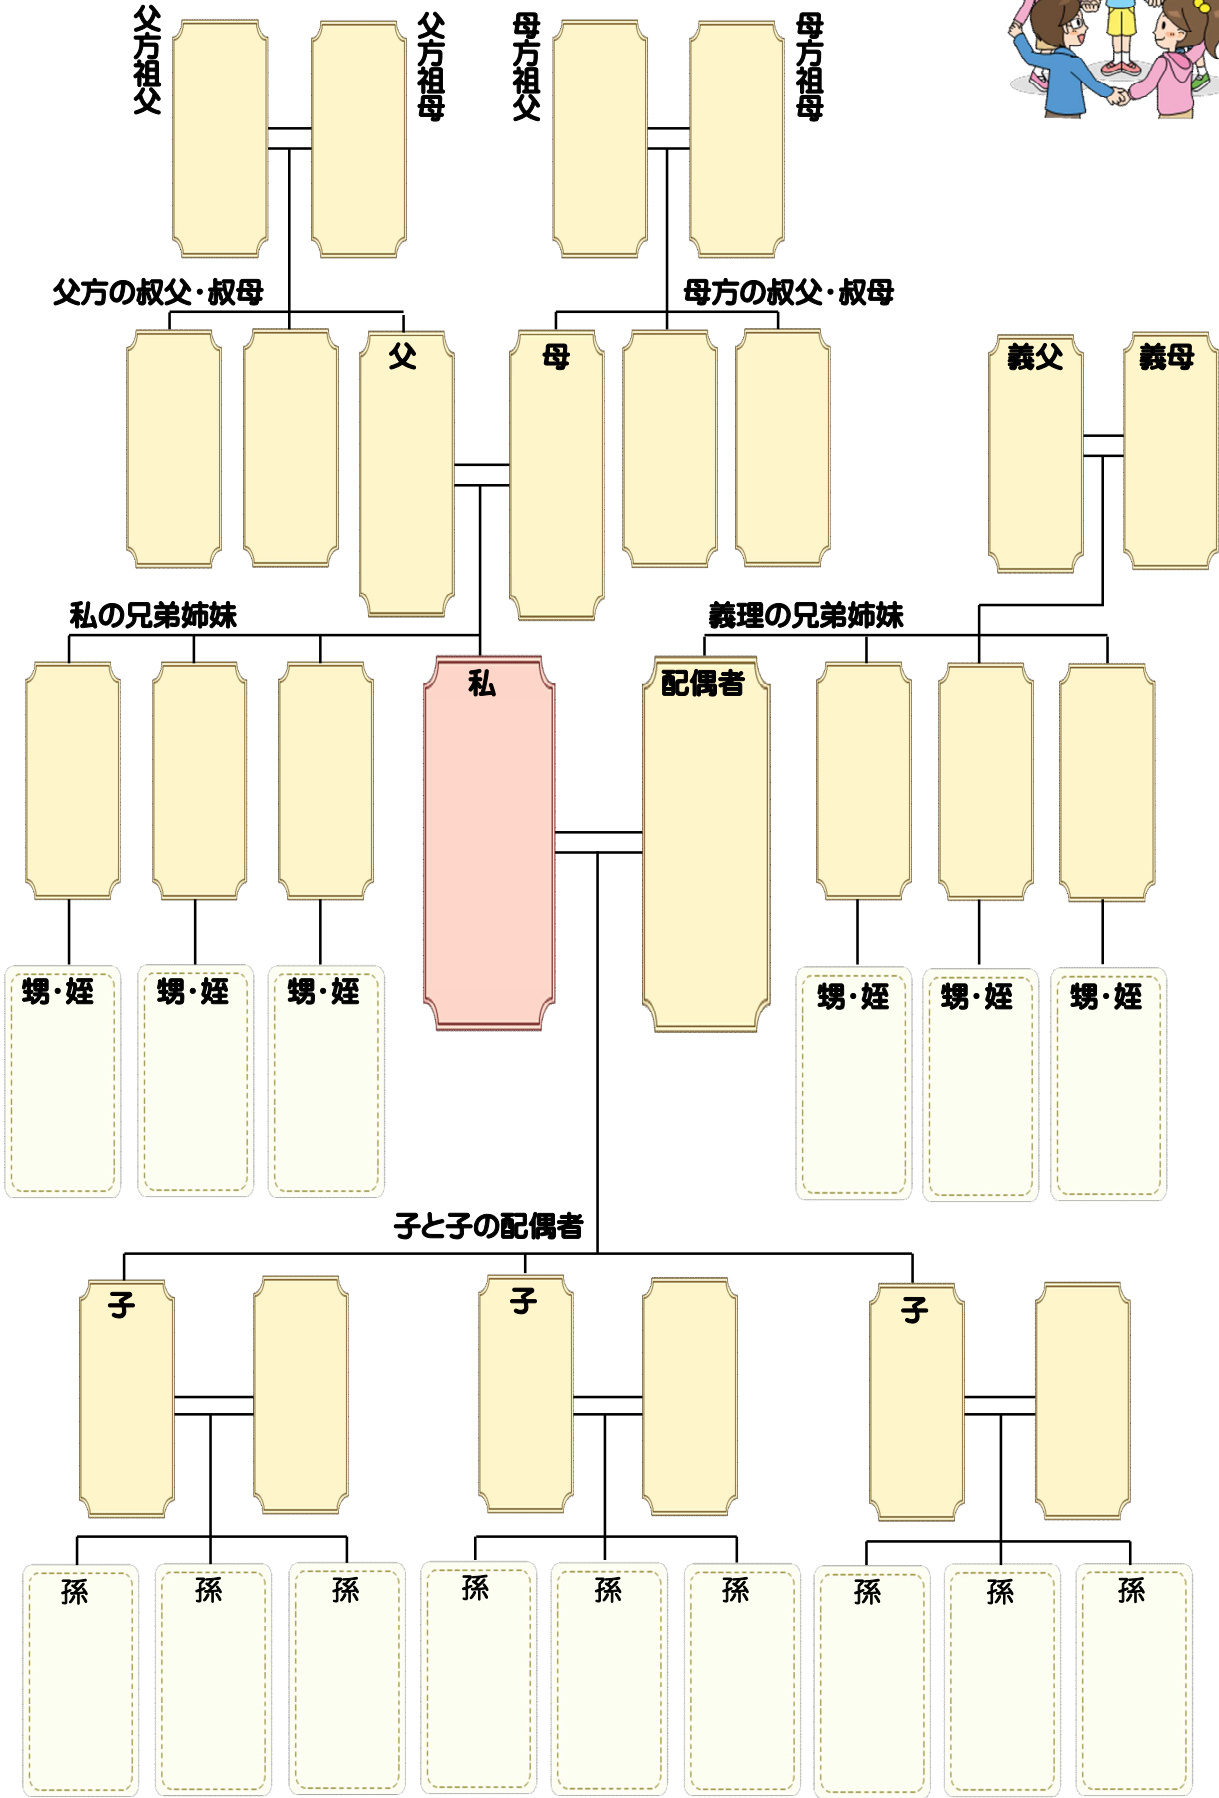 父方祖父
父方祖母
母方祖父
母方祖母
父方の叔父・叔母
母方の叔父・叔母
父
母
義父
義母
私の兄弟姉妹
義理の兄弟姉妹
私
配偶者
甥・姪
甥・姪
甥・姪
甥・姪
甥・姪
甥・姪
子と子の配偶者
子
子
子
孫
孫
孫
孫
孫
孫
孫
孫
孫